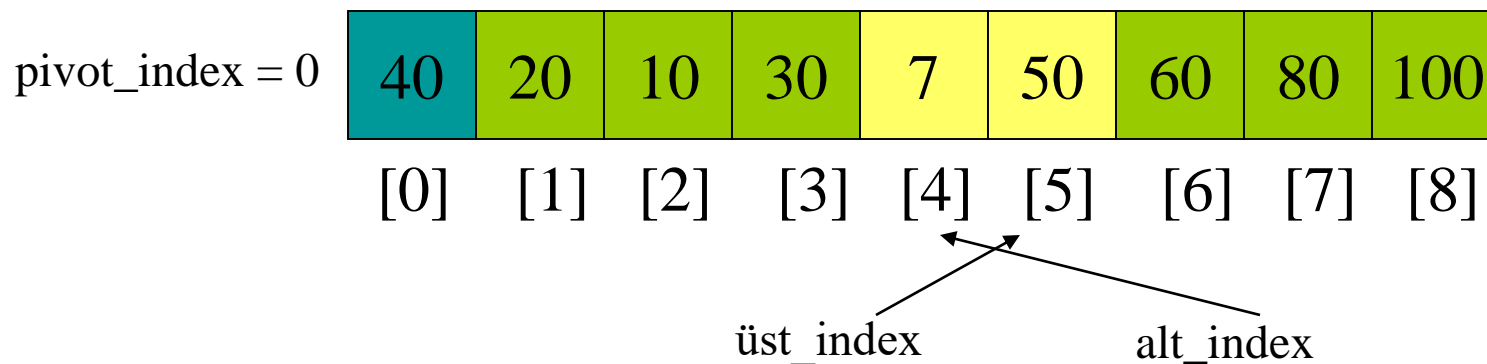 pivot_index = 0 40 20 10 30 7 50 60 80 100
[0] [1] [2] [3] [4] [5] [6] [7] [8]
üst_index alt_index